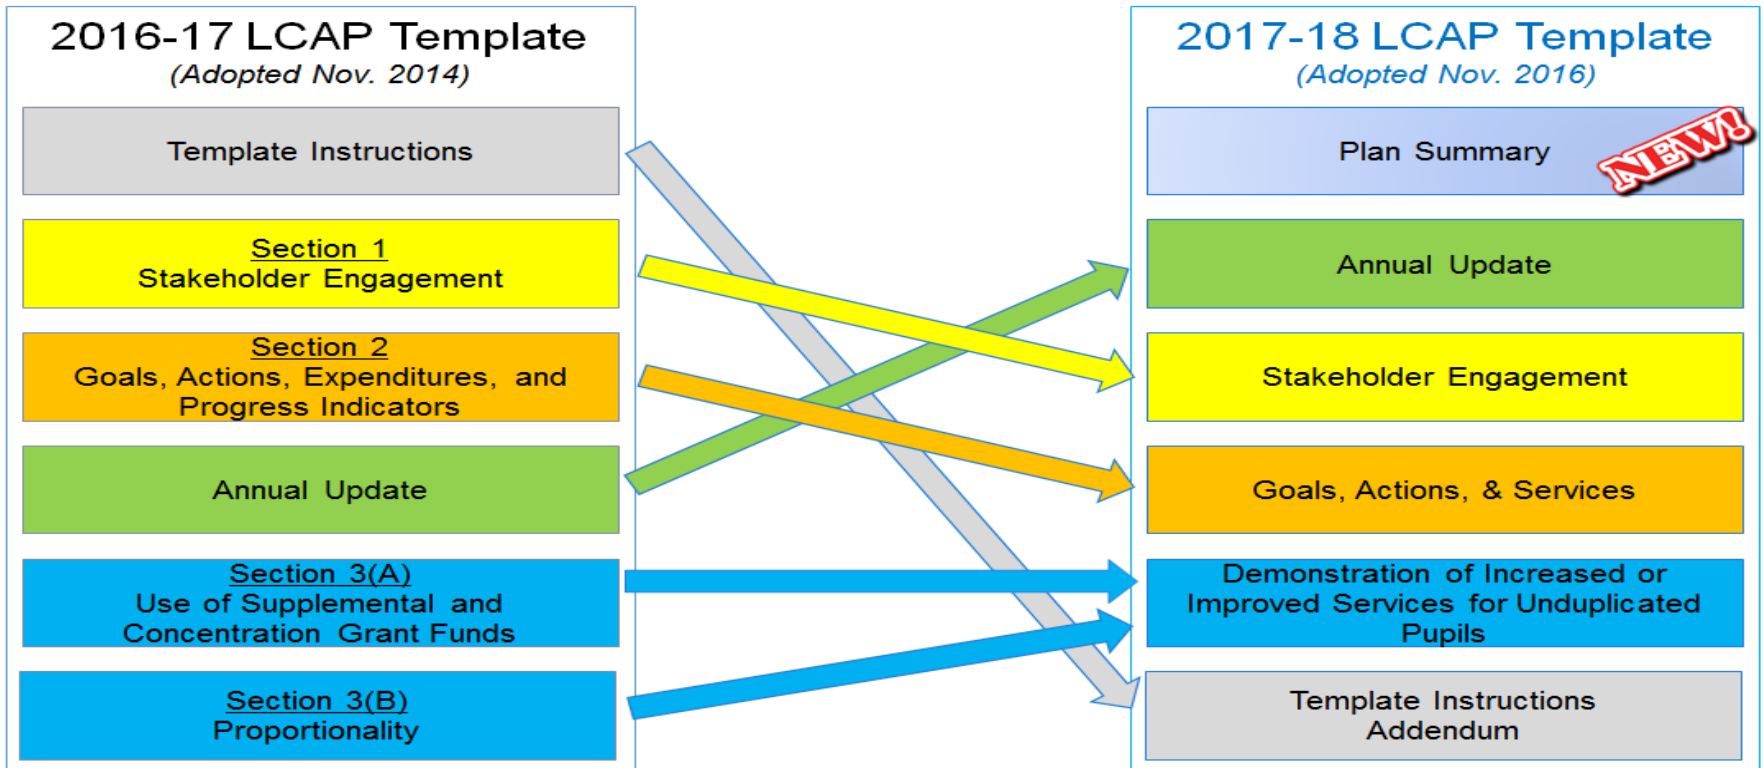 2016-17 LCAP Template
(Adopted Nov. 2014)
Template Instructions
Section 1
Stakeholder Engagement
Section 2
Goals, Actions, Expenditures, and
Progress Indicators
Annual Update
Section 3(A)
Use of Supplemental and
Concentration Grant Funds
Section 3(B)
Proportionality
2017-18 LCAP Template
(Adopted Nov. 2016)
Plan Summary
NEW!
Annual Update
Stakeholder Engagement
Goals, Actions, & Services
Demonstration of Increased or
Improved Services for Unduplicated
Pupils
Template Instructions
Addendum